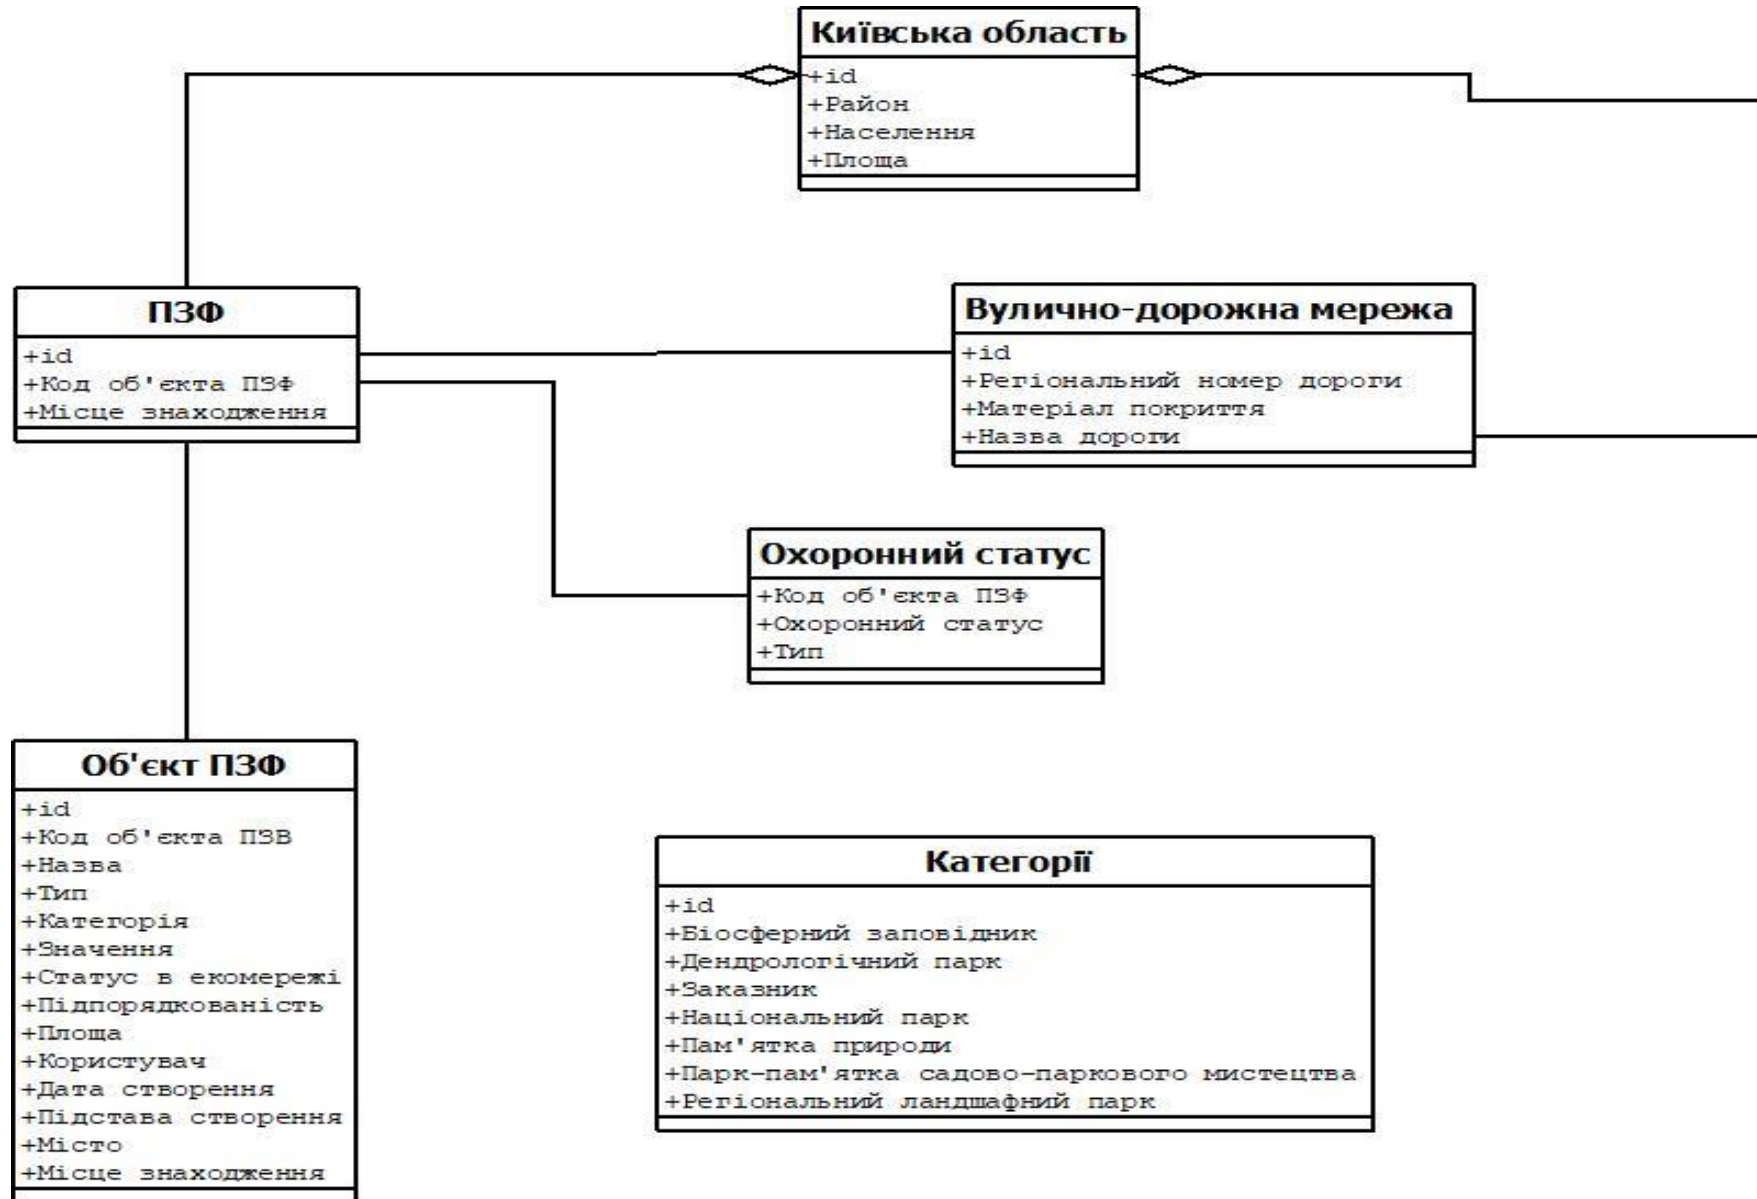 Київська область
+id
+Район
+Населення
+Площа
ПЗФ
+id
+Код об'єкта ПЗФ
+Місце знаходження
Вулично-дорожна мережа
+id
+Регіональний номер дороги
+Матеріал покриття
+Назва дороги
Охоронний статус
+Код об'єкта ПЗФ
+Охоронний статус
+Тип
Об'єкт ПЗФ
+id
+Код об'єкта ПЗВ
+Назва
+Тип
+Категорія
+Значення
+Статус в екомережі
+Підпорядкованість
+Площа
+Користувач
+Дата створення
+Підстава створення
+Місто
+Місце знаходження
Категорії
+id
+Біосферний заповідник
+Дендрологічний парк
+Заказник
+Національний парк
+Пам'ятка природи
+Парк-пам'ятка садово-паркового мистецтва
+Регіональний ландшафний парк